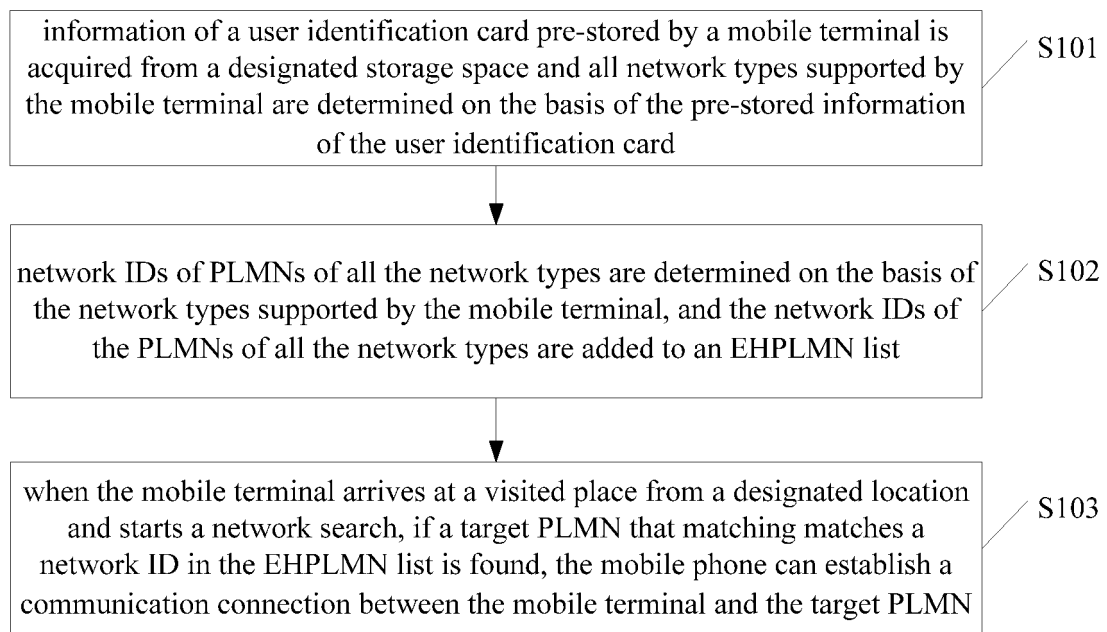 information of a user identification card pre-stored by a mobile terminal is
acquired from a designated storage space and all network types supported by
the mobile terminal are determined on the basis of the pre-stored information
of the user identification card
S101
network IDs of PLMNs of all the network types are determined on the basis of
the network types supported by the mobile terminal, and the network IDs of
the PLMNs of all the network types are added to an EHPLMN list
S102
when the mobile terminal arrives at a visited place from a designated location
and starts a network search, if a target PLMN that matching matches a
network ID in the EHPLMN list is found, the mobile phone can establish a
communication connection between the mobile terminal and the target PLMN
S103